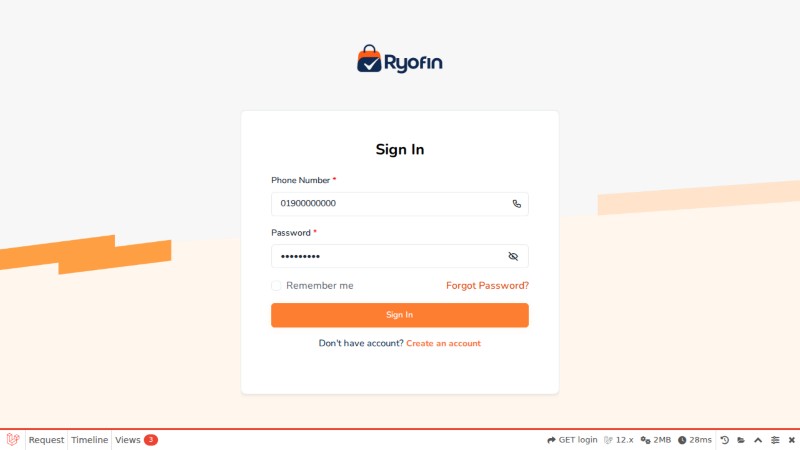 Ryofin
Sign In
Phone Number *
01900000000
Password *
•••••••••
Remember me Forgot Password?
Sign In
Don't have account? Create an account
Request Timeline Views 3 GET login 12.x 2MB 28ms